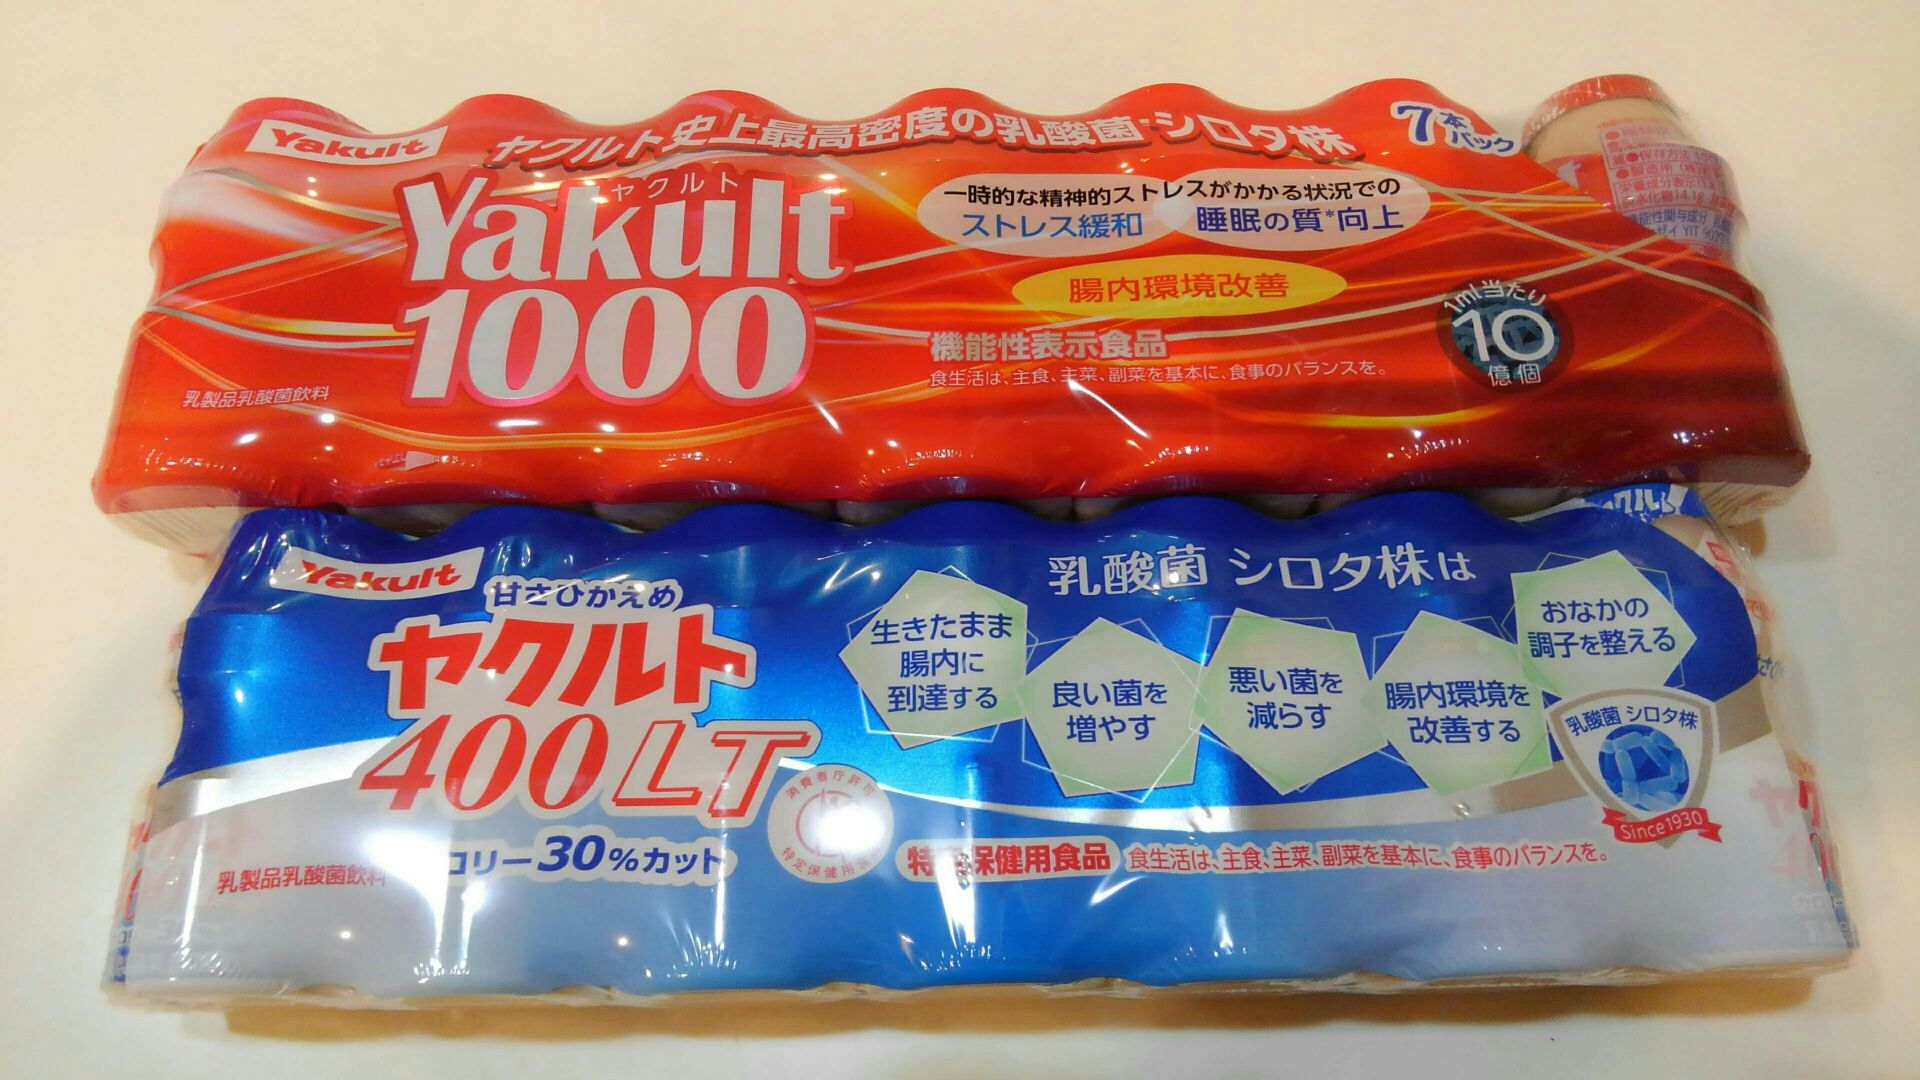 Yakult
ヤクルト史上最高密度の乳酸菌 シロタ株
7本パック
ヤクルト
Yakult
1000
一時的な精神的ストレスがかかる状況での
ストレス緩和
睡眠の質*向上
腸内環境改善
機能性表示食品
食生活は、主食、主菜、副菜を基本に、食事のバランスを。
1ml当たり
10
億個
乳製品乳酸菌飲料
Yakult
甘さひかえめ
ヤクルト
400LT
コリー30%カット
乳製品乳酸菌飲料
消費者庁許可
特定保健用食
乳酸菌 シロタ株は
生きたまま
腸内に
到達する
良い菌を
増やす
悪い菌を
減らす
腸内環境を
改善する
おなかの
調子を整える
乳酸菌 シロタ株
Since1930
特定保健用食品
食生活は、主食、主菜、副菜を基本に、食事のバランスを。